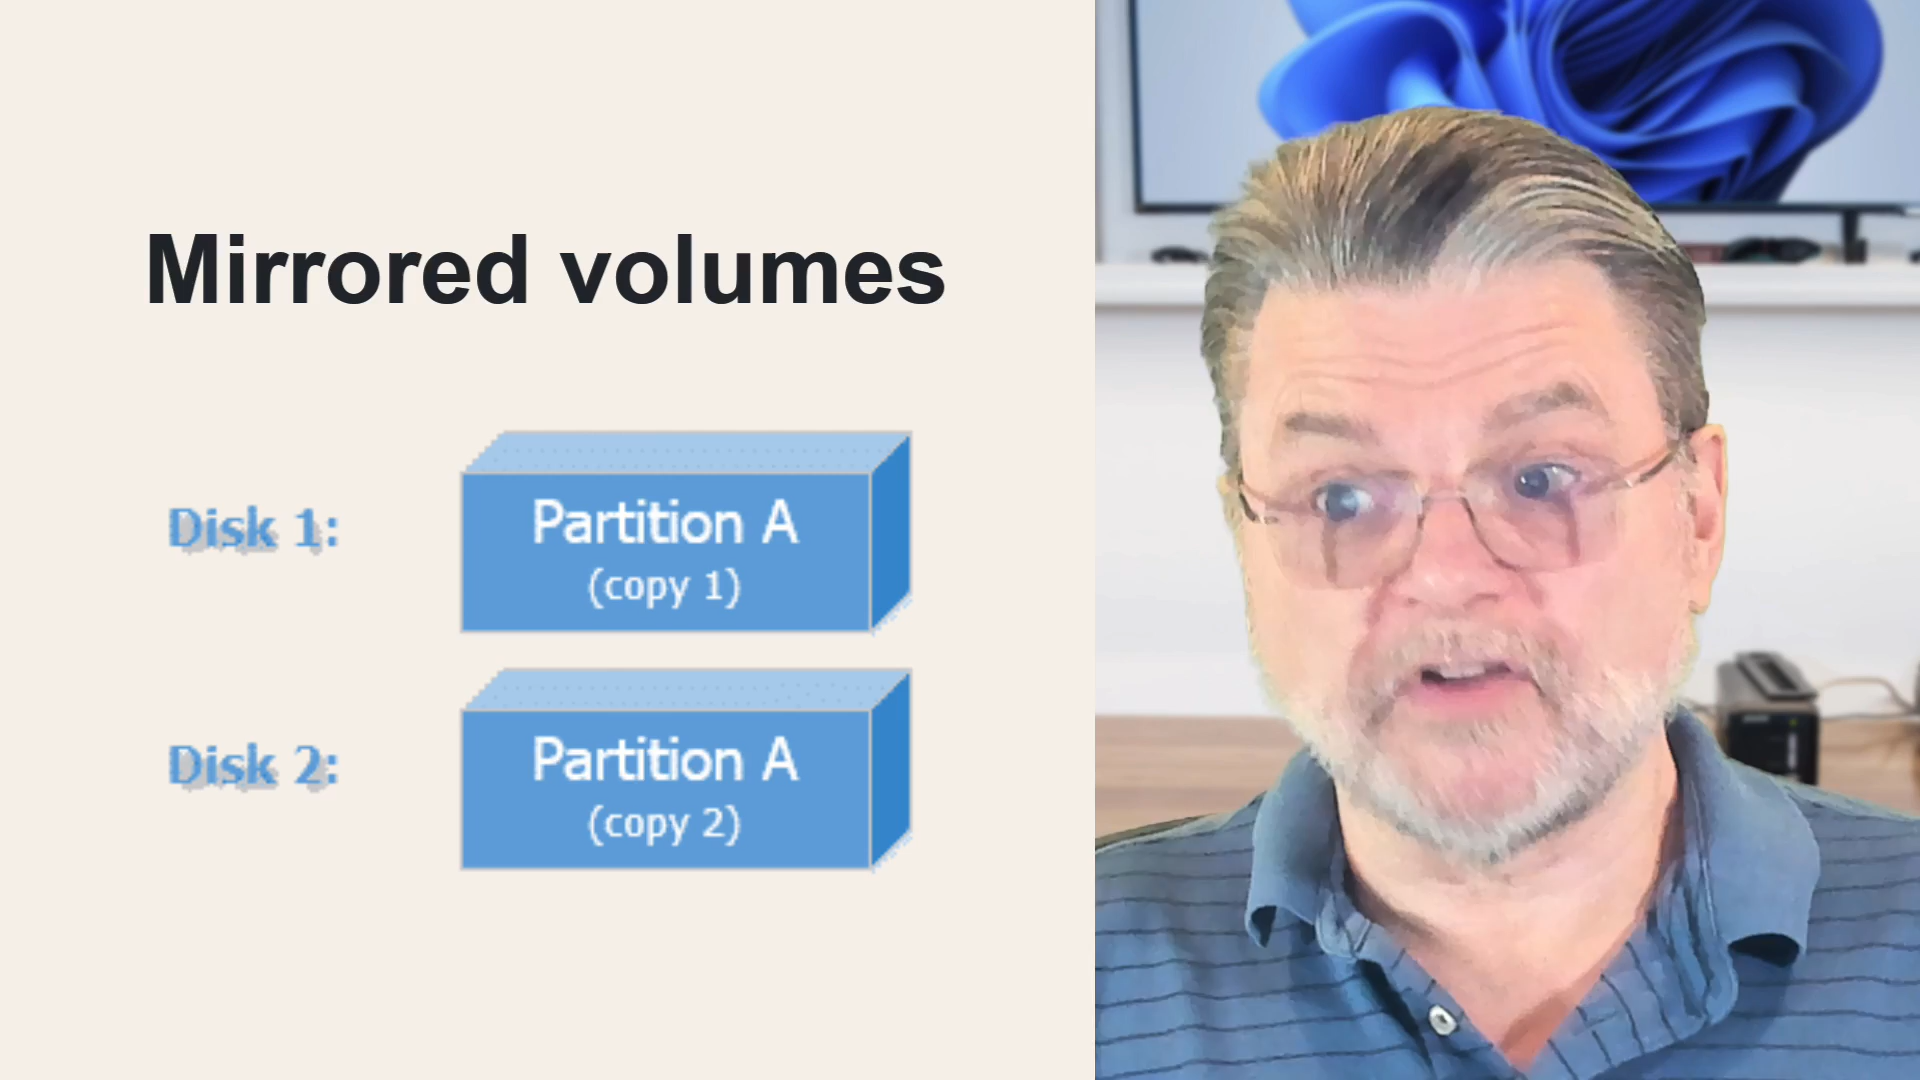 Mirrored volumes
Disk 1:
Partition A
(copy 1)
Disk 2:
Partition A
(copy 2)